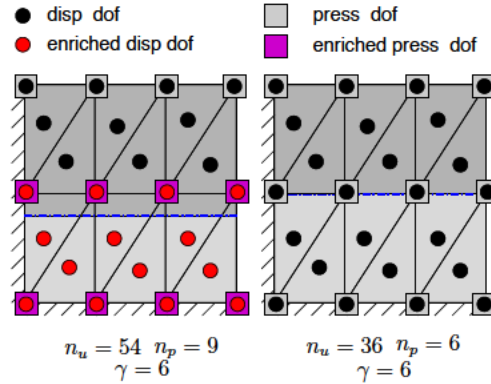 disp dof
press dof
enriched disp dof
enriched press dof
n_u = 54 n_p = 9
γ = 6
n_u = 36 n_p = 6
γ = 6